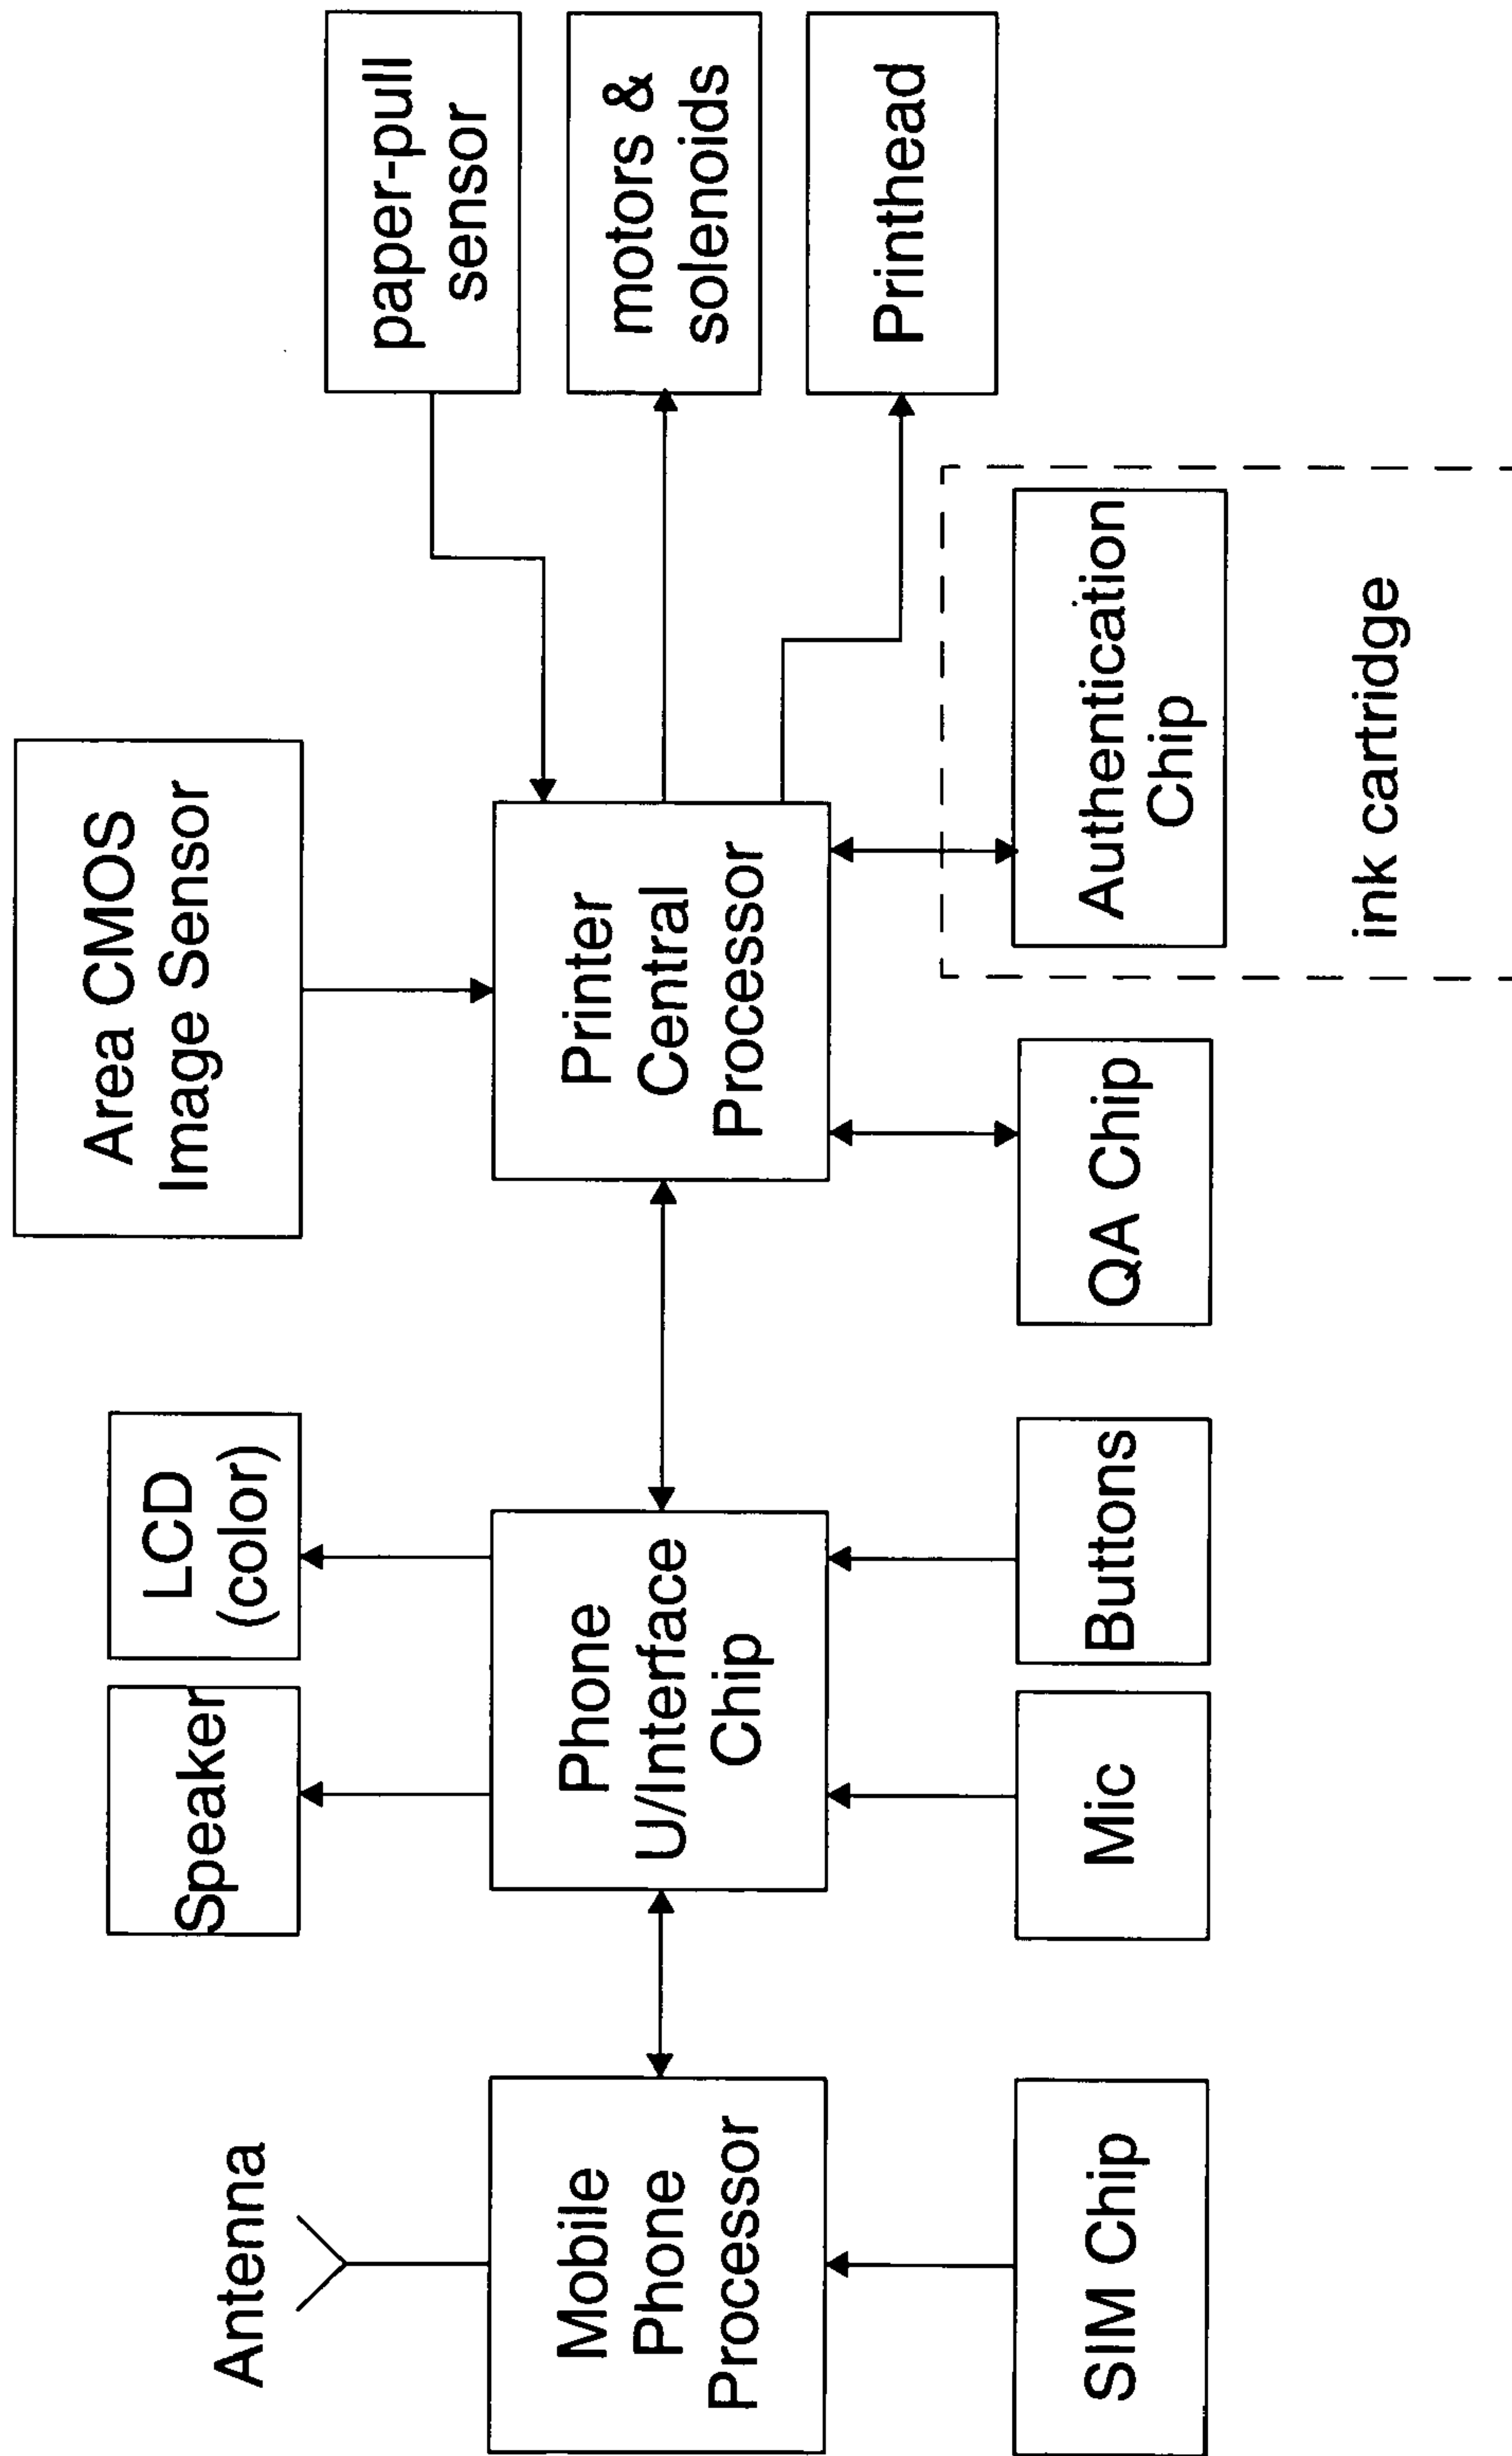 Antenna
Mobile
Phone
Processor
SIM Chip
Speaker
LCD
(color)
Phone
U/Interface
Chip
Mic
Buttons
Area CMOS
Image Sensor
Printer
Central
Processor
QA Chip
Authentication
Chip
ink cartridge
paper-pull
sensor
motors &
solenoids
Printhead